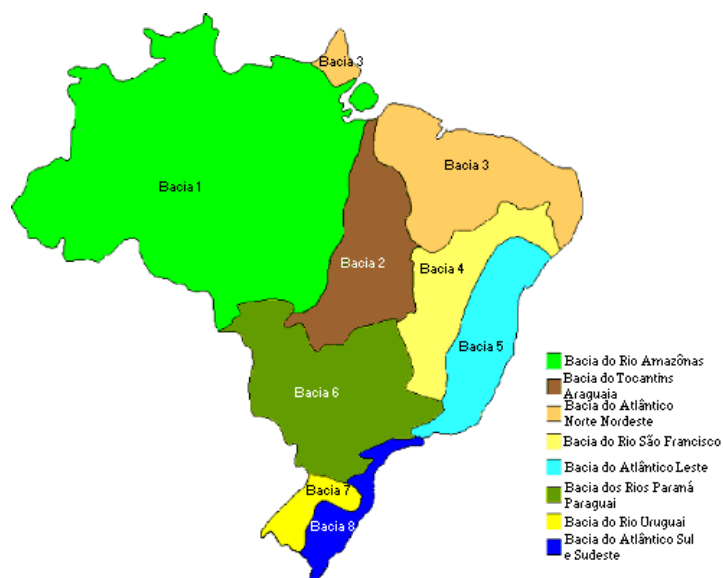 Bacia 3
Bacia 3
Bacia 1
Bacia 4
Bacia 2
Bacia 5
Bacia 6
Bacia 7
Bacia 8
Bacia do Rio Amazônas
Bacia do Tocantins
Araguaia
Bacia do Atlântico
Norte Nordeste
Bacia do Rio São Francisco
Bacia do Atlântico Leste
Bacia dos Rios Paraná
Paraguai
Bacia do Rio Uruguai
Bacia do Atlântico Sul
e Sudeste